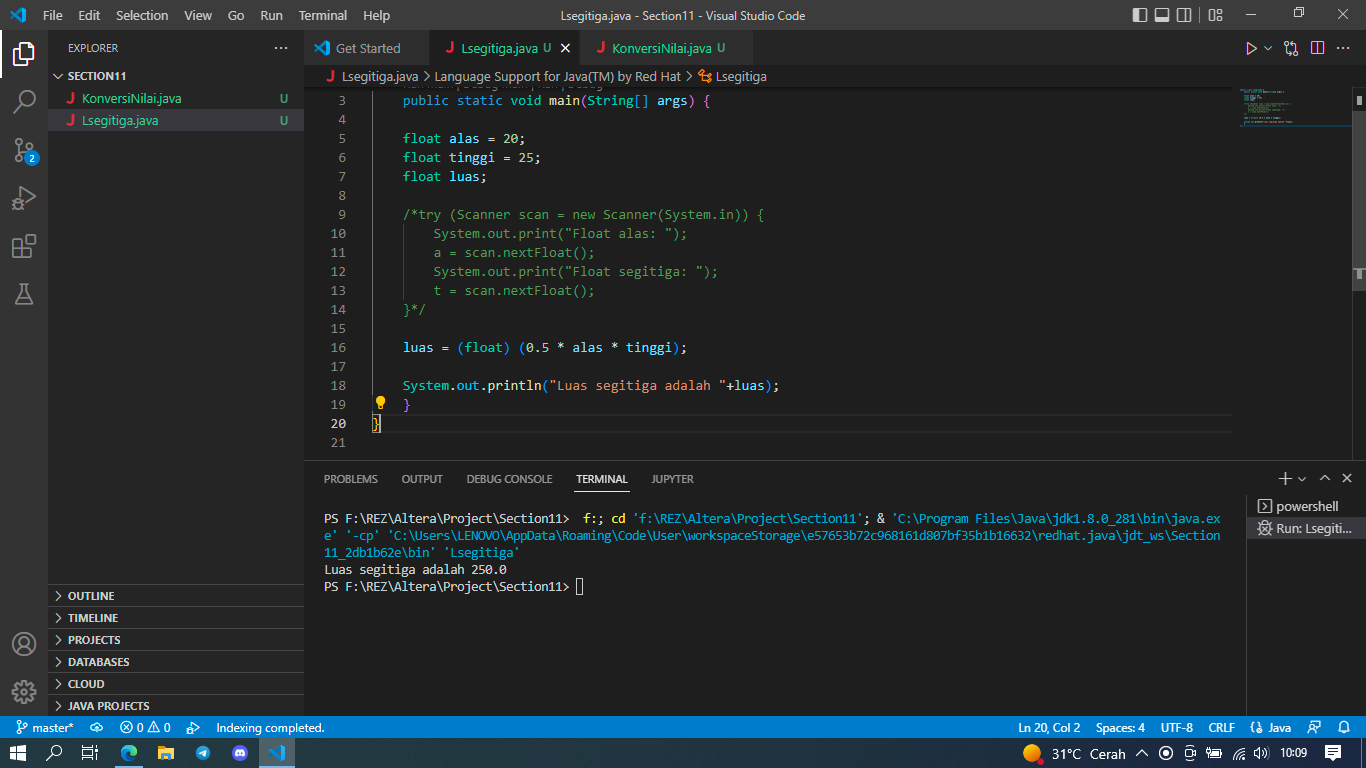 File Edit Selection View Go Run Terminal Help
Lsegitiga.java - Section11 - Visual Studio Code
EXPLORER
SECTION11
J KonversiNilai.java U
J Lsegitiga.java U
OUTLINE
TIMELINE
PROJECTS
DATABASES
CLOUD
JAVA PROJECTS
Get Started J Lsegitiga.java U J KonversiNilai.java U
J Lsegitiga.java > Language Support for Java(TM) by Red Hat > Lsegitiga
3 public static void main(String[] args) {
4
5 float alas = 20;
6 float tinggi = 25;
7 float luas;
8
9 /*try (Scanner scan = new Scanner(System.in)) {
10 System.out.print("Float alas: ");
11 a = scan.nextFloat();
12 System.out.print("Float segitiga: ");
13 t = scan.nextFloat();
14 }*/
15
16 luas = (float) (0.5 * alas * tinggi);
17
18 System.out.println("Luas segitiga adalah "+luas);
19 }
20 }
21
PROBLEMS OUTPUT DEBUG CONSOLE TERMINAL JUPYTER
PS F:\REZ\Altera\Project\Section11>  f:; cd 'f:\REZ\Altera\Project\Section11'; & 'C:\Program Files\Java\jdk1.8.0_281\bin\java.ex
e' '-cp' 'C:\Users\LENOVO\AppData\Roaming\Code\User\workspaceStorage\e57653b72c968161d807bf35b1b16632\redhat.java\jdt_ws\Section
11_2db1b62e\bin' 'Lsegitiga'
Luas segitiga adalah 250.0
PS F:\REZ\Altera\Project\Section11>
powershell
Run: Lsegiti...
2
master* 0 0 Indexing completed.
Ln 20, Col 2 Spaces: 4 UTF-8 CRLF {} Java
31°C Cerah 10:09